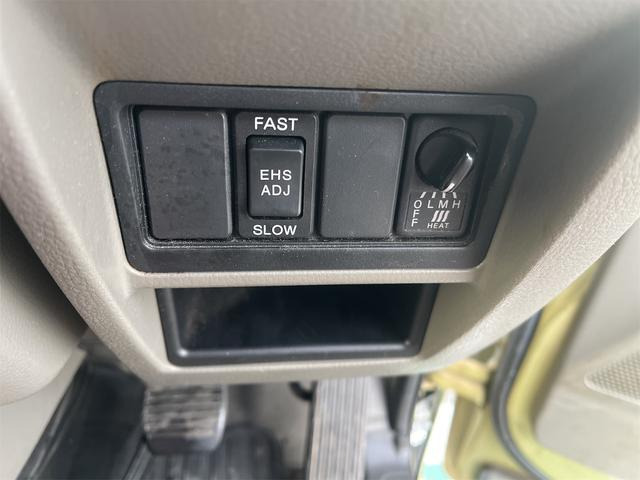 FAST
EHS
ADJ
SLOW
OFF
L M H
HEAT